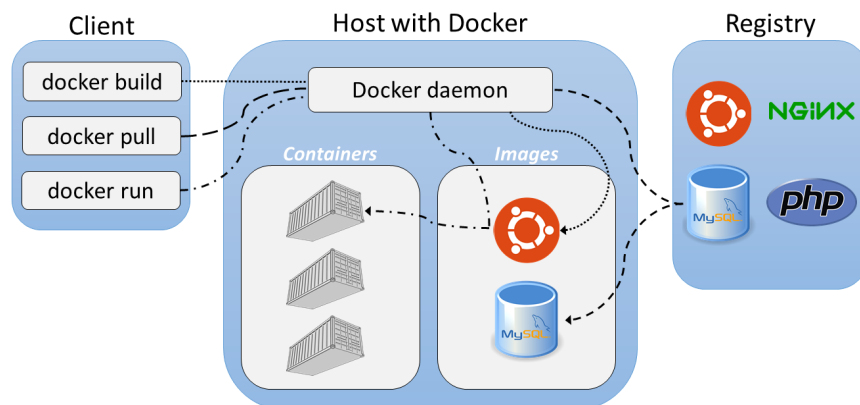 Client
Host with Docker
Registry
docker build
docker pull
docker run
Docker daemon
Containers
Images
NGiNX
MySQL
php
MySQL